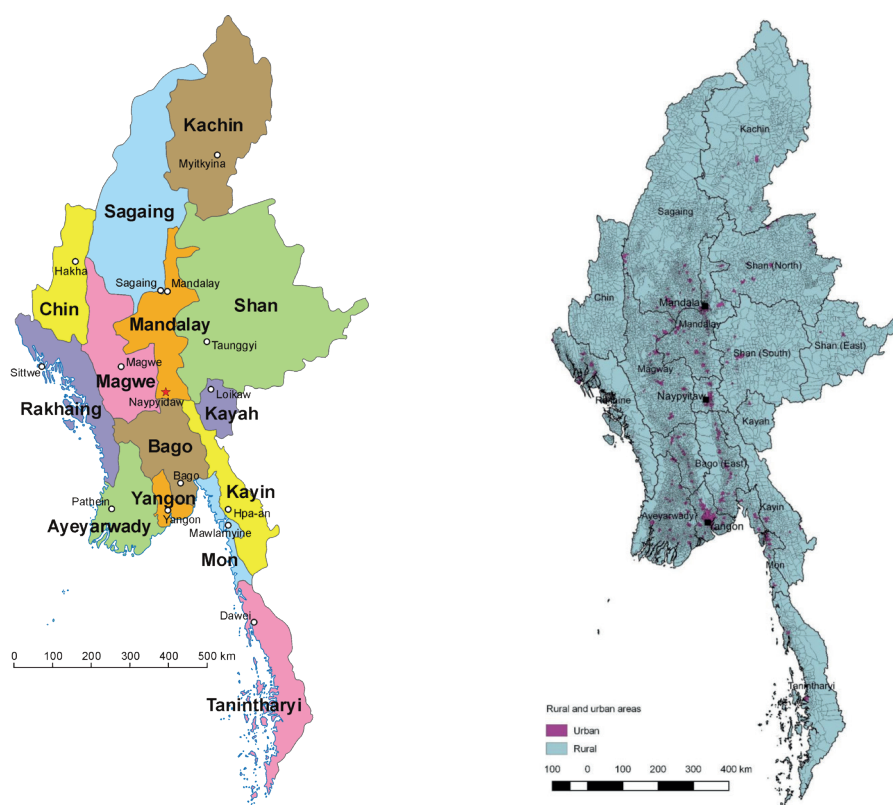 Kachin
Myitkyina
Sagaing
Hakha
Sagaing
Mandalay
Chin
Shan
Mandalay
Taunggyi
Magwe
Sittwe
Magwe
Loikaw
Naypyidaw
Rakhaing
Kayah
Bago
Bago
Kayin
Yangon
Pathein
Hpa-an
Yangon
Ayeyarwady
Mawlamyine
Mon
Dawei
0 100 200 300 400 500 km
Tanintharyi
Kachin
Sagaing
Shan (North)
Chin
Mandalay
Mandalay
Shan (East)
Shan (South)
Magway
Naypyitaw
Rakhine
Kayah
Bago (East)
Kayin
Ayeyarwady
Yangon
Mon
Tanintharyi
Rural and urban areas
Urban
Rural
100 0 100 200 300 400 km